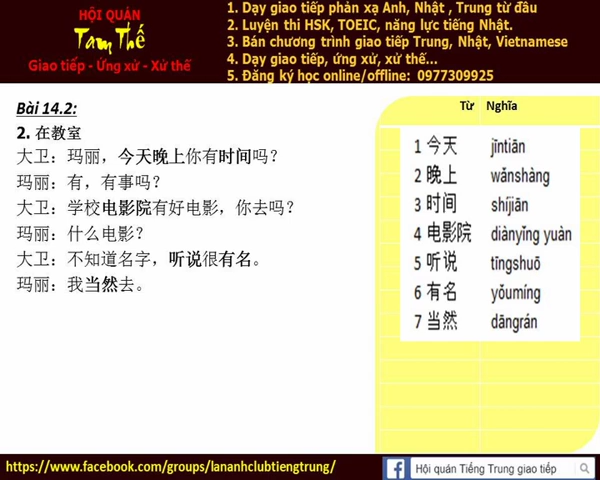 HỘI QUÁN
Tam Thế
Giao tiếp - Ứng xử - Xử thế
1. Dạy giao tiếp phản xạ Anh, Nhật , Trung từ đầu
2. Luyện thi HSK, TOEIC, năng lực tiếng Nhật.
3. Bán chương trình giao tiếp Trung, Nhật, Vietnamese
4. Dạy giao tiếp, ứng xử, xử thế...
5. Đăng ký học online/offline: 0977309925
Bài 14.2:
2. 在教室
大卫：玛丽，今天晚上你有时间吗？
玛丽：有，有事吗？
大卫：学校电影院有好电影，你去吗？
玛丽：什么电影？
大卫：不知道名字，听说很有名。
玛丽：我当然去。
Từ Nghĩa
1 今天 jīntiān
2 晚上 wǎnshàng
3 时间 shíjiān
4 电影院 diànyǐng yuàn
5 听说 tīngshuō
6 有名 yǒumíng
7 当然 dāngrán
https://www.facebook.com/groups/lananhclubtiengtrung/
f Hội quán Tiếng Trung giao tiếp